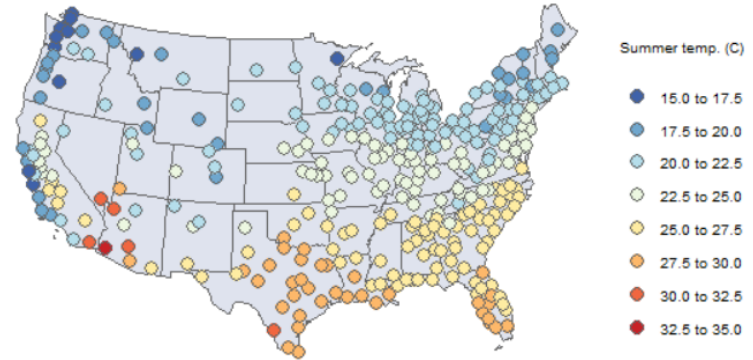 Summer temp. (C)
15.0 to 17.5
17.5 to 20.0
20.0 to 22.5
22.5 to 25.0
25.0 to 27.5
27.5 to 30.0
30.0 to 32.5
32.5 to 35.0